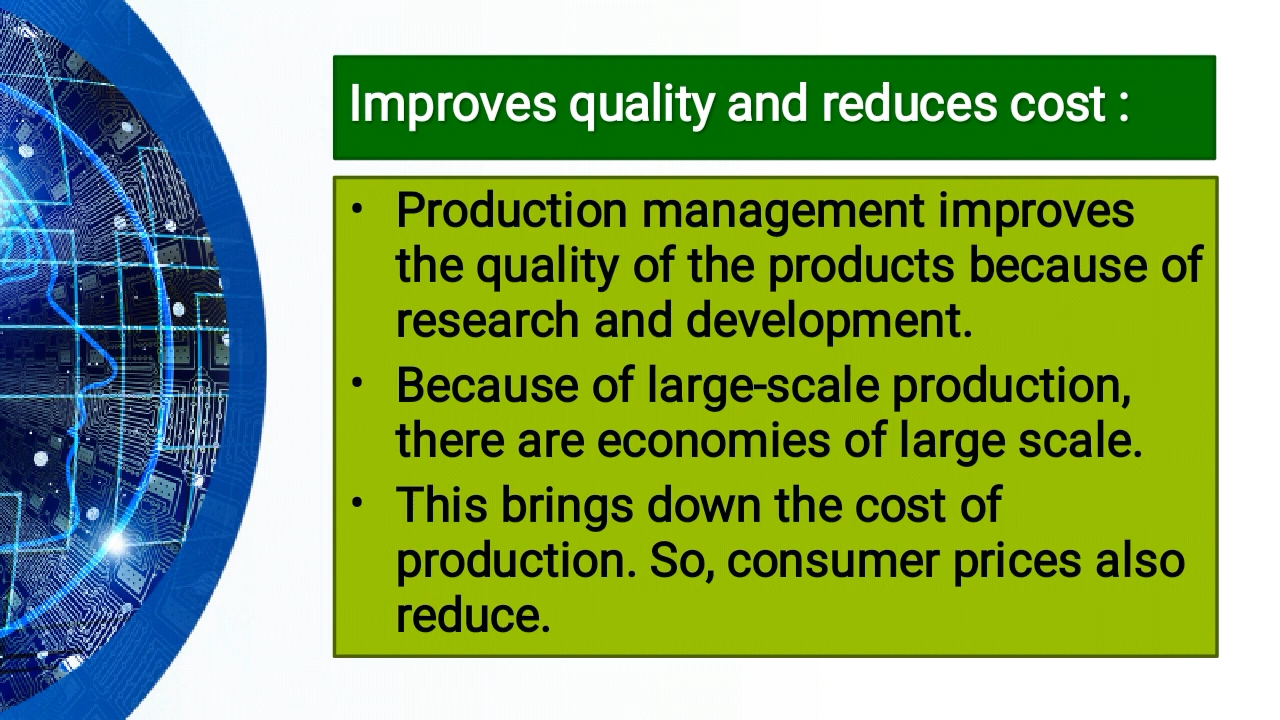 Improves quality and reduces cost :
• Production management improves
the quality of the products because of
research and development.
• Because of large-scale production,
there are economies of large scale.
• This brings down the cost of
production. So, consumer prices also
reduce.